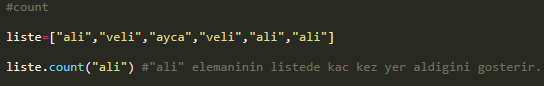 #count
liste=["ali","veli","ayca","veli","ali","ali"]
liste.count("ali") #"ali" elemaninin listede kac kez yer aldigini gosterir.